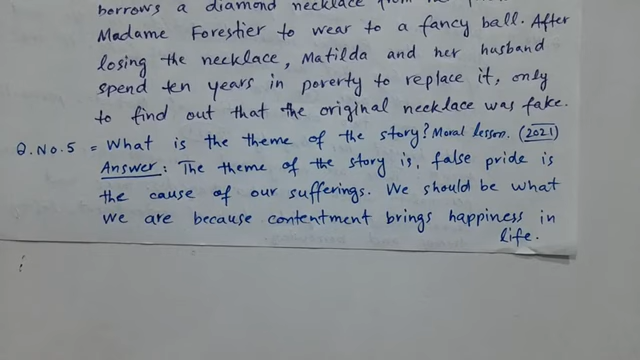 borrows a diamond necklace from
Madame Forestier to wear to a fancy ball. After
losing the necklace, Matilda and her husband
spend ten years in poverty to replace it, only
to find out that the original necklace was fake.
Q.No.5 = What is the theme of the story? Moral lesson. (2021)
Answer: The theme of the story is, false pride is
the cause of our sufferings. We should be what
we are because contentment brings happiness in
life.